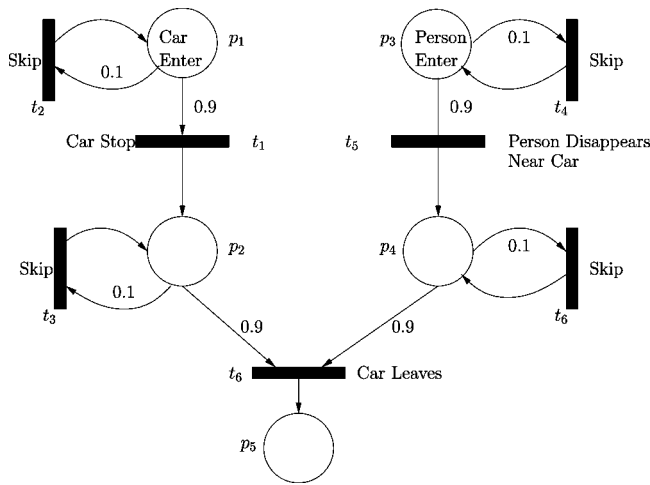 Car
Enter
p1
p3
Person
Enter
0.1
Skip
0.1
Skip
t2
0.9
0.9
t4
Car Stop
t1
t5
Person Disappears
Near Car
p2
p4
0.1
Skip
0.1
Skip
t3
0.9
0.9
t6
t6
Car Leaves
p5